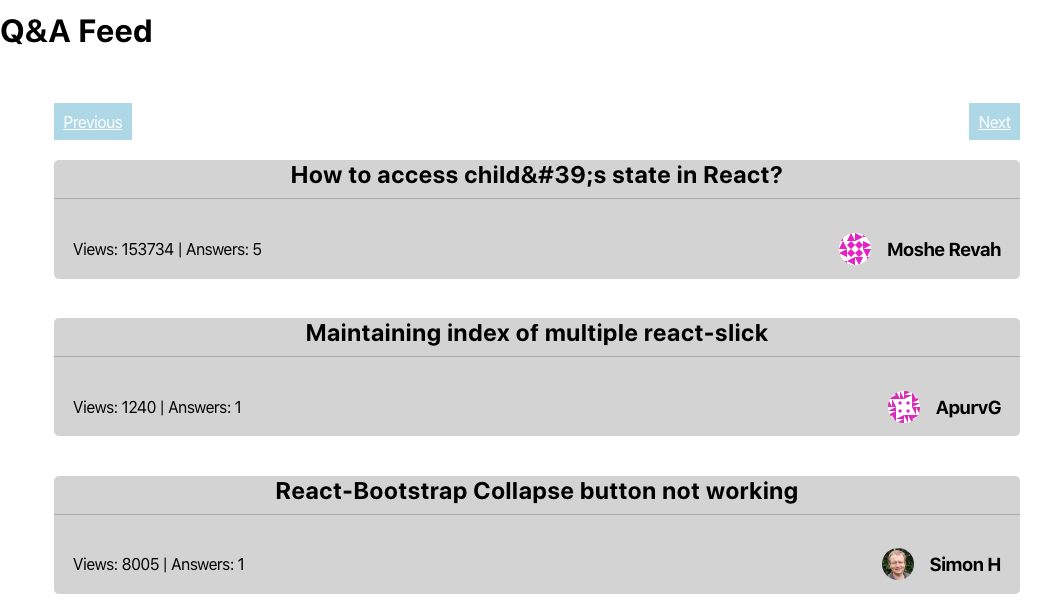 Q&A Feed
Previous Next
How to access child&#39;s state in React?
Views: 153734 | Answers: 5 Moshe Revah
Maintaining index of multiple react-slick
Views: 1240 | Answers: 1 ApurvG
React-Bootstrap Collapse button not working
Views: 8005 | Answers: 1 Simon H